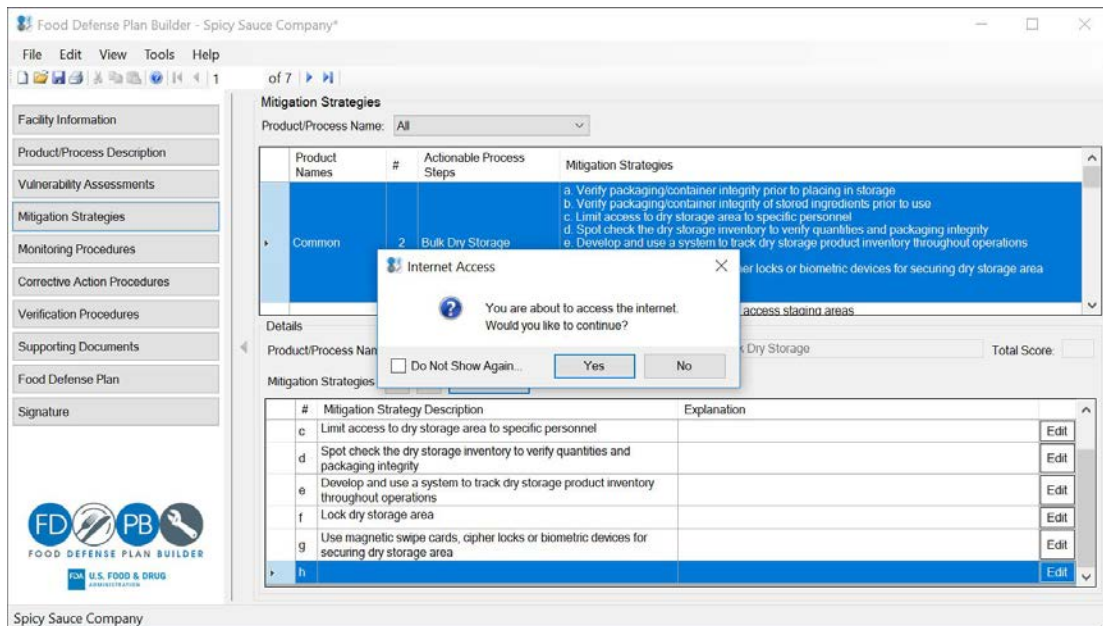 Food Defense Plan Builder - Spicy Sauce Company*
File Edit View Tools Help
1 of 7
Facility Information
Product/Process Description
Vulnerability Assessments
Mitigation Strategies
Monitoring Procedures
Corrective Action Procedures
Verification Procedures
Supporting Documents
Food Defense Plan
Signature
FD PB
FOOD DEFENSE PLAN BUILDER
FDA U.S. FOOD & DRUG
ADMINISTRATION
Mitigation Strategies
Product/Process Name: All
Product Names # Actionable Process Steps Mitigation Strategies
Common 2 Bulk Dry Storage
a. Verify packaging/container integrity prior to placing in storage
b. Verify packaging/container integrity of stored ingredients prior to use
c. Limit access to dry storage area to specific personnel
d. Spot check the dry storage inventory to verify quantities and packaging integrity
e. Develop and use a system to track dry storage product inventory throughout operations
locks or biometric devices for securing dry storage area
access staging areas
Internet Access
You are about to access the internet.
Would you like to continue?
Do Not Show Again...
Yes No
Details
Product/Process
Dry Storage
Total Score:
Mitigation Strategies
# Mitigation Strategy Description Explanation
c Limit access to dry storage area to specific personnel Edit
d Spot check the dry storage inventory to verify quantities and
packaging integrity Edit
e Develop and use a system to track dry storage product inventory
throughout operations Edit
f Lock dry storage area Edit
g Use magnetic swipe cards, cipher locks or biometric devices for
securing dry storage area Edit
h Edit
Spicy Sauce Company